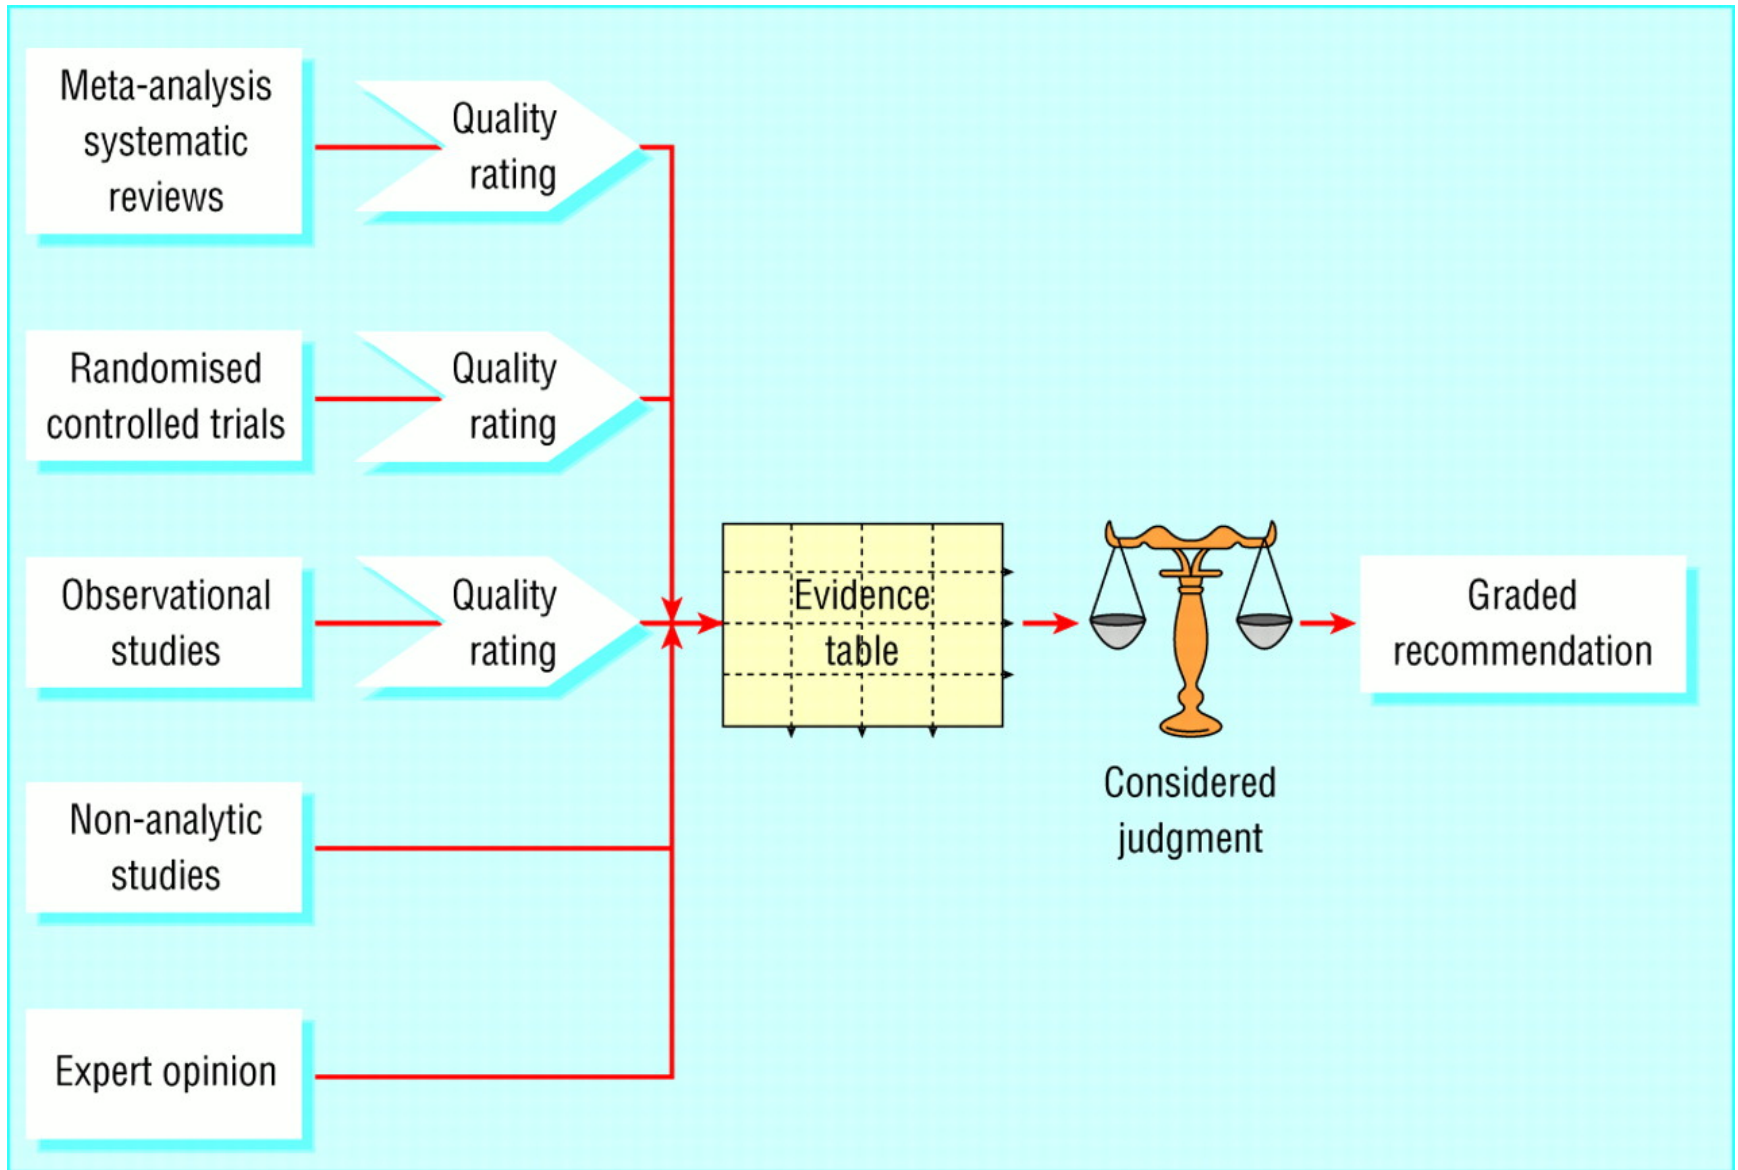 Meta-analysis
systematic
reviews
Quality
rating
Randomised
controlled trials
Quality
rating
Observational
studies
Quality
rating
Non-analytic
studies
Expert opinion
Evidence
table
Considered
judgment
Graded
recommendation